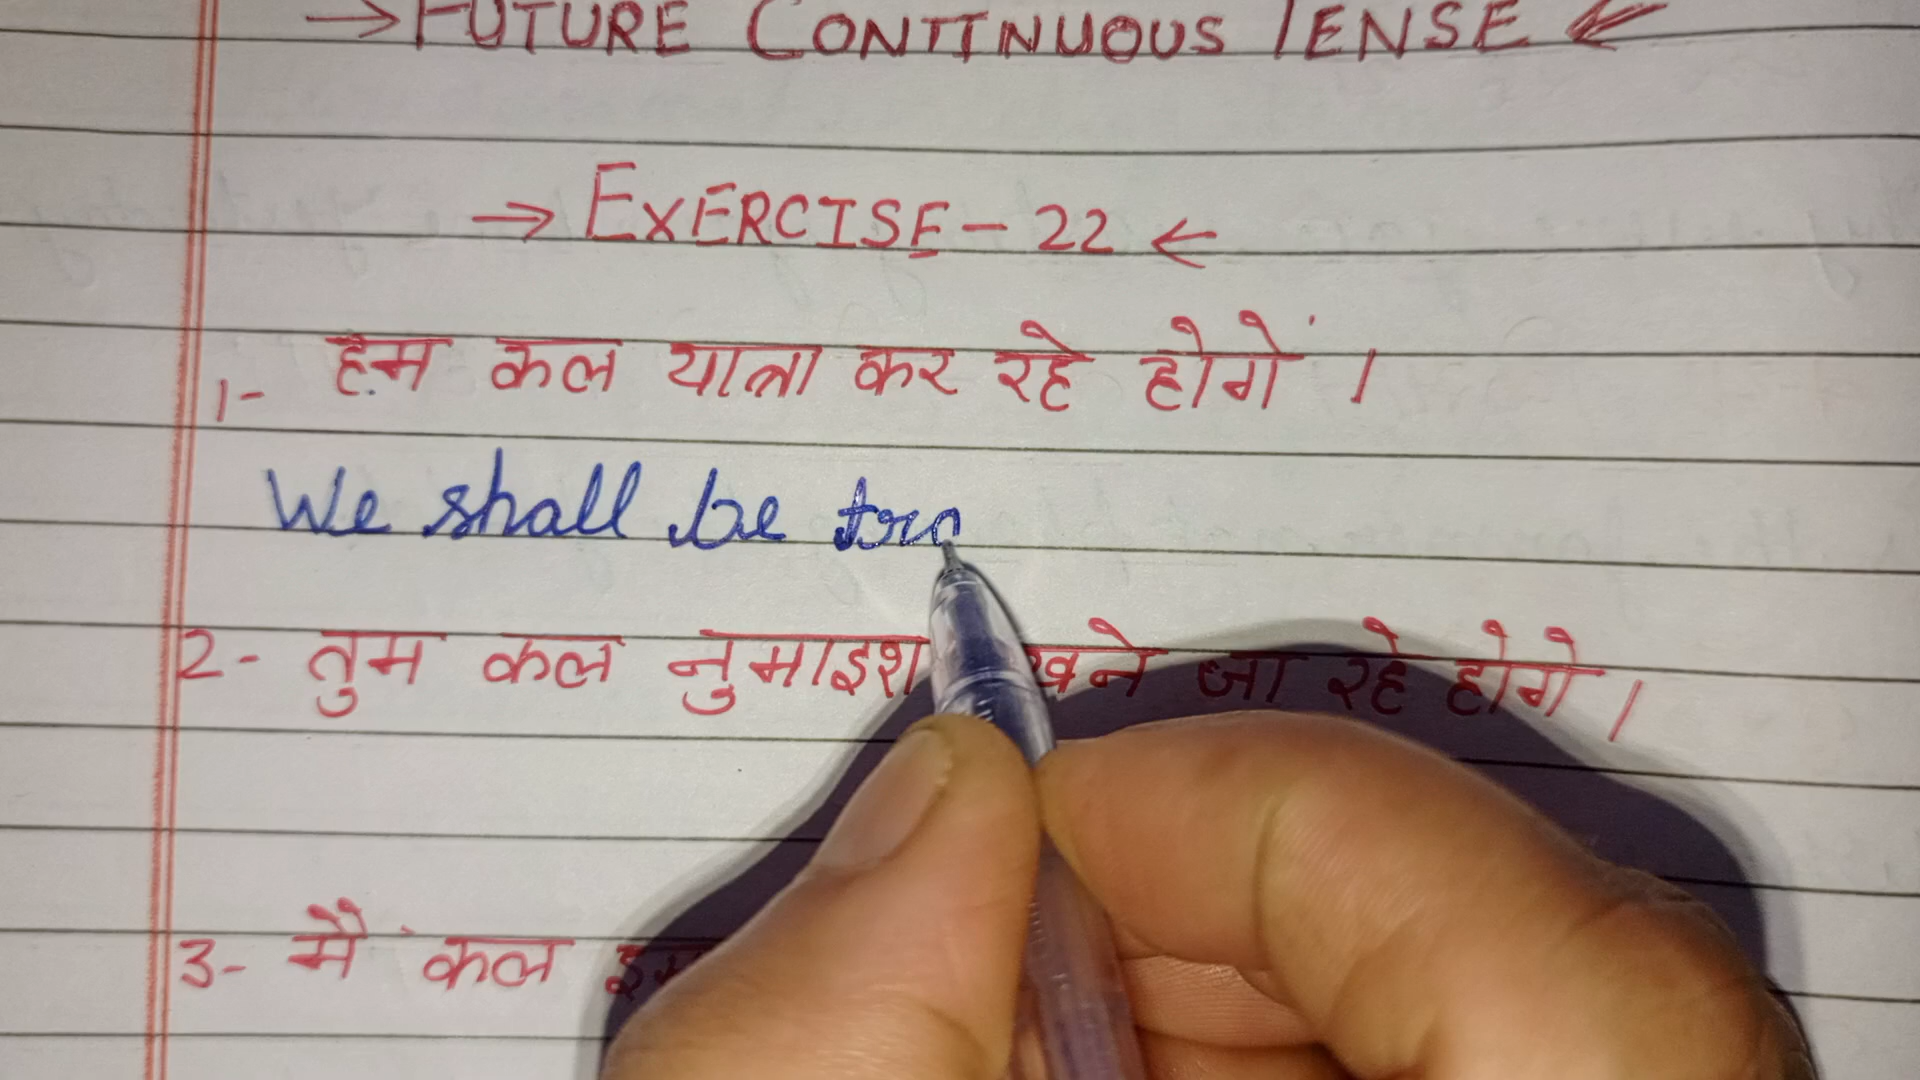 → FUTURE CONTINUOUS TENSE ←
→ EXERCISE - 22 ←
1- हम कल यात्रा कर रहे होगें ।
We shall be tra
2- तुम कल नुमाइश जा रहे होगे ।
3- मैं कल